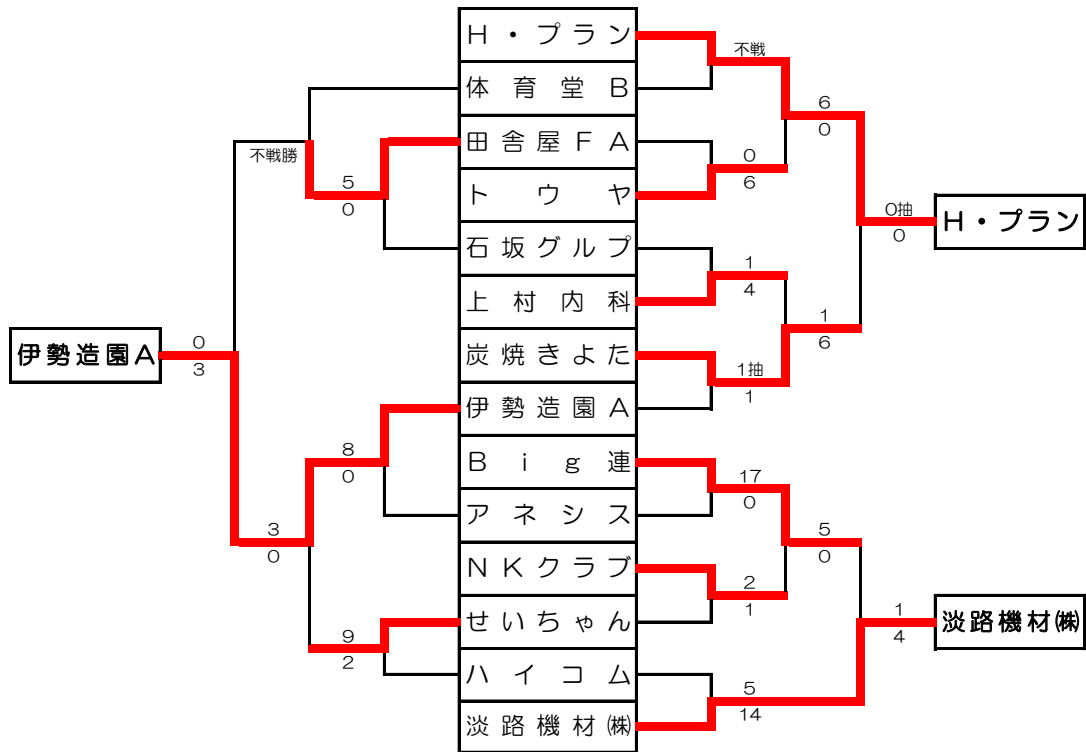 H・プラン
不戦
体育堂B
6
0
田舎屋FA
不戦勝
0
6
5
0
トウヤ
0抽
0
H・プラン
石坂グルプ
1
4
上村内科
1
6
伊勢造園A
0
3
炭焼きよた
1抽
1
伊勢造園A
8
0
Big連
17
0
アネシス
3
0
5
0
NKクラブ
2
1
せいちゃん
1
4
淡路機材㈱
9
2
ハイコム
5
14
淡路機材㈱